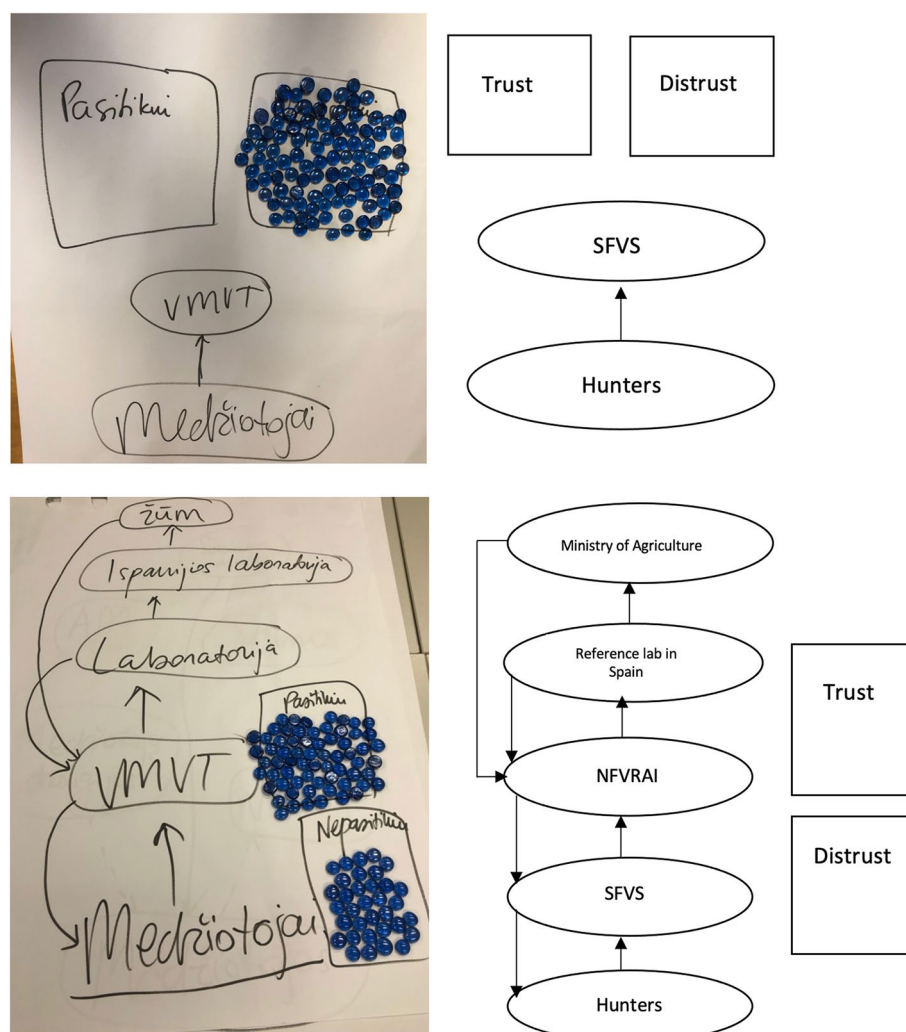 Pasitikiu
VMVT
Medžiotojai
Trust
Distrust
SFVS
Hunters
žūm
Ispanijos laboratorija
Laboratorija
Pasitikiu
VMVT
Nepasitikiu
Medžiotojai
Ministry of Agriculture
Reference lab in
Spain
Trust
NFVRAI
Distrust
SFVS
Hunters